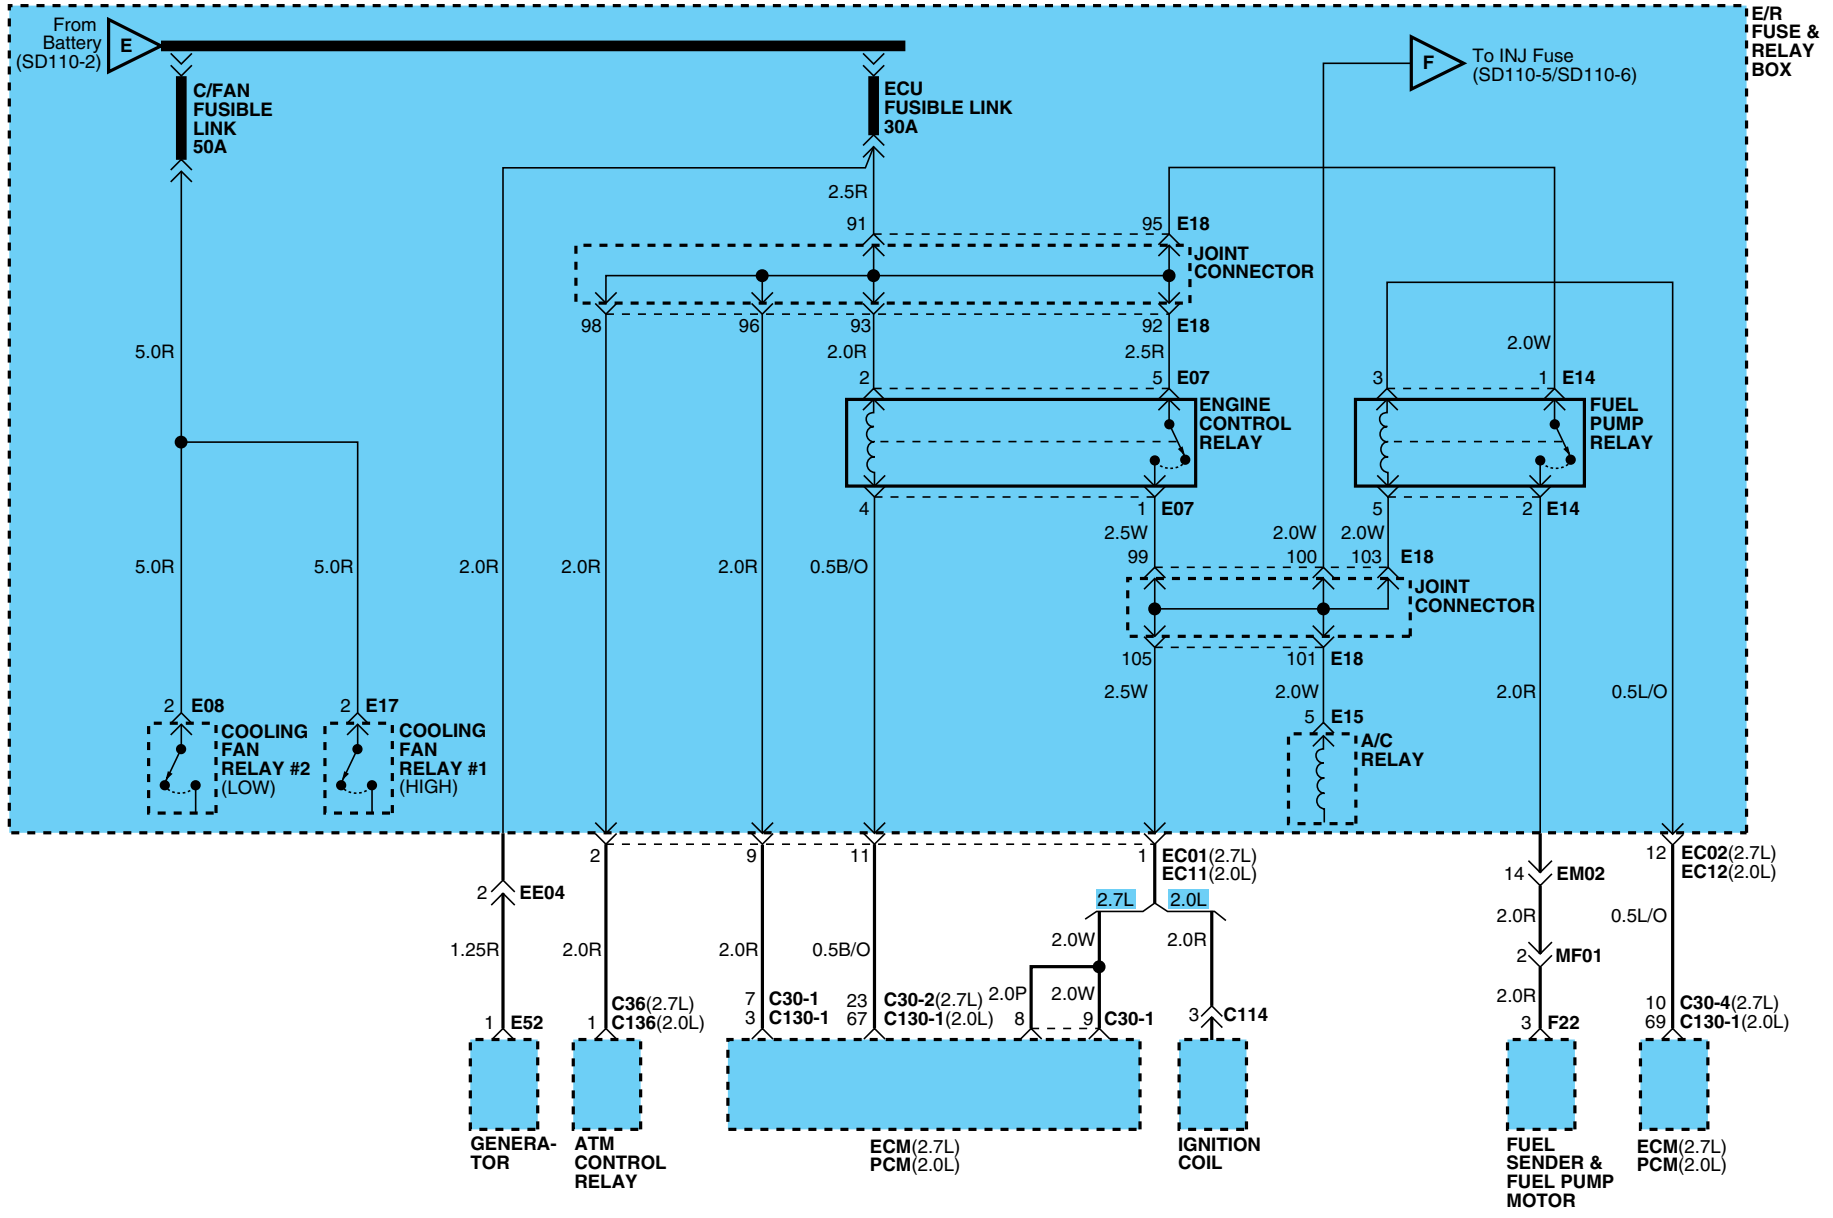 From
Battery
(SD110-2)
E
C/FAN
FUSIBLE
LINK
50A
ECU
FUSIBLE LINK
30A
F
To INJ Fuse
(SD110-5/SD110-6)
E/R
FUSE &
RELAY
BOX
2.5R
91
95 E18
JOINT
CONNECTOR
98
96
93
92 E18
5.0R
2.0R
2.5R
2.0W
2
5 E07
3
1 E14
ENGINE
CONTROL
RELAY
FUEL
PUMP
RELAY
4
1 E07
5
2 E14
2.5W
2.0W
2.0W
99
100
103 E18
5.0R
5.0R
2.0R
2.0R
2.0R
0.5B/O
JOINT
CONNECTOR
105
101 E18
2.5W
2.0W
2.0R
0.5L/O
2 E08
2 E17
5 E15
COOLING
FAN
RELAY #2
(LOW)
COOLING
FAN
RELAY #1
(HIGH)
A/C
RELAY
2
9
11
1
EC01(2.7L)
EC11(2.0L)
14 EM02
12
EC02(2.7L)
EC12(2.0L)
2 EE04
2.7L
2.0L
1.25R
2.0R
2.0R
0.5B/O
2.0W
2.0R
2.0R
0.5L/O
2 MF01
2.0P
2.0W
2.0R
1 E52
1
C36(2.7L)
C136(2.0L)
7 C30-1
3 C130-1
23 C30-2(2.7L)
67 C130-1(2.0L)
8
9 C30-1
3 C114
3 F22
10 C30-4(2.7L)
69 C130-1(2.0L)
GENERA-
TOR
ATM
CONTROL
RELAY
ECM(2.7L)
PCM(2.0L)
IGNITION
COIL
FUEL
SENDER &
FUEL PUMP
MOTOR
ECM(2.7L)
PCM(2.0L)